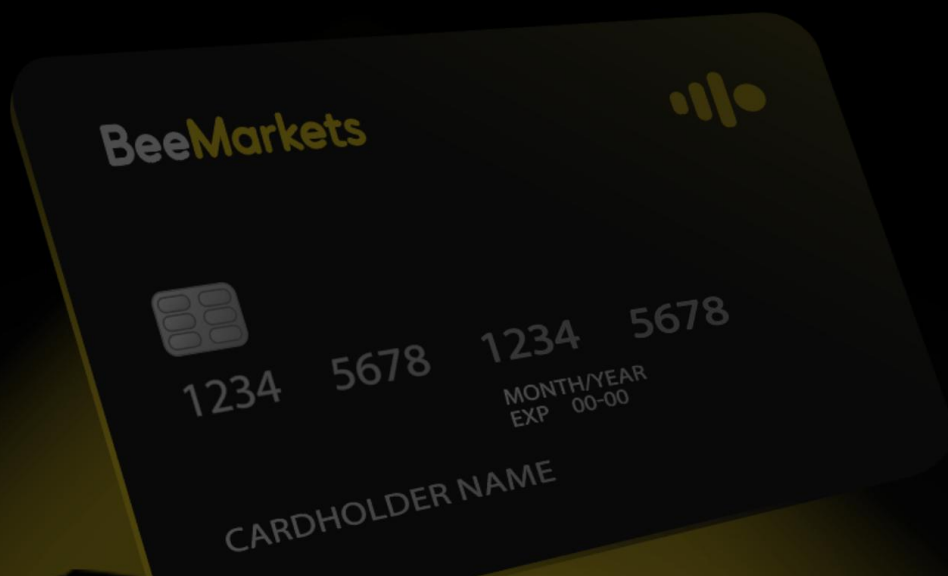 BeeMarkets
1234 5678 1234 5678
MONTH/YEAR
EXP 00-00
CARDHOLDER NAME